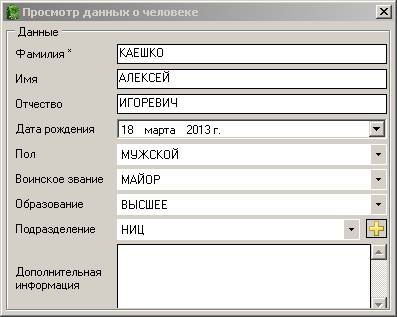 Просмотр данных о человеке
Данные
Фамилия * КАЕШКО
Имя АЛЕКСЕЙ
Отчество ИГОРЕВИЧ
Дата рождения 18 марта 2013 г.
Пол МУЖСКОЙ
Воинское звание МАЙОР
Образование ВЫСШЕЕ
Подразделение НИЦ
Дополнительная
информация